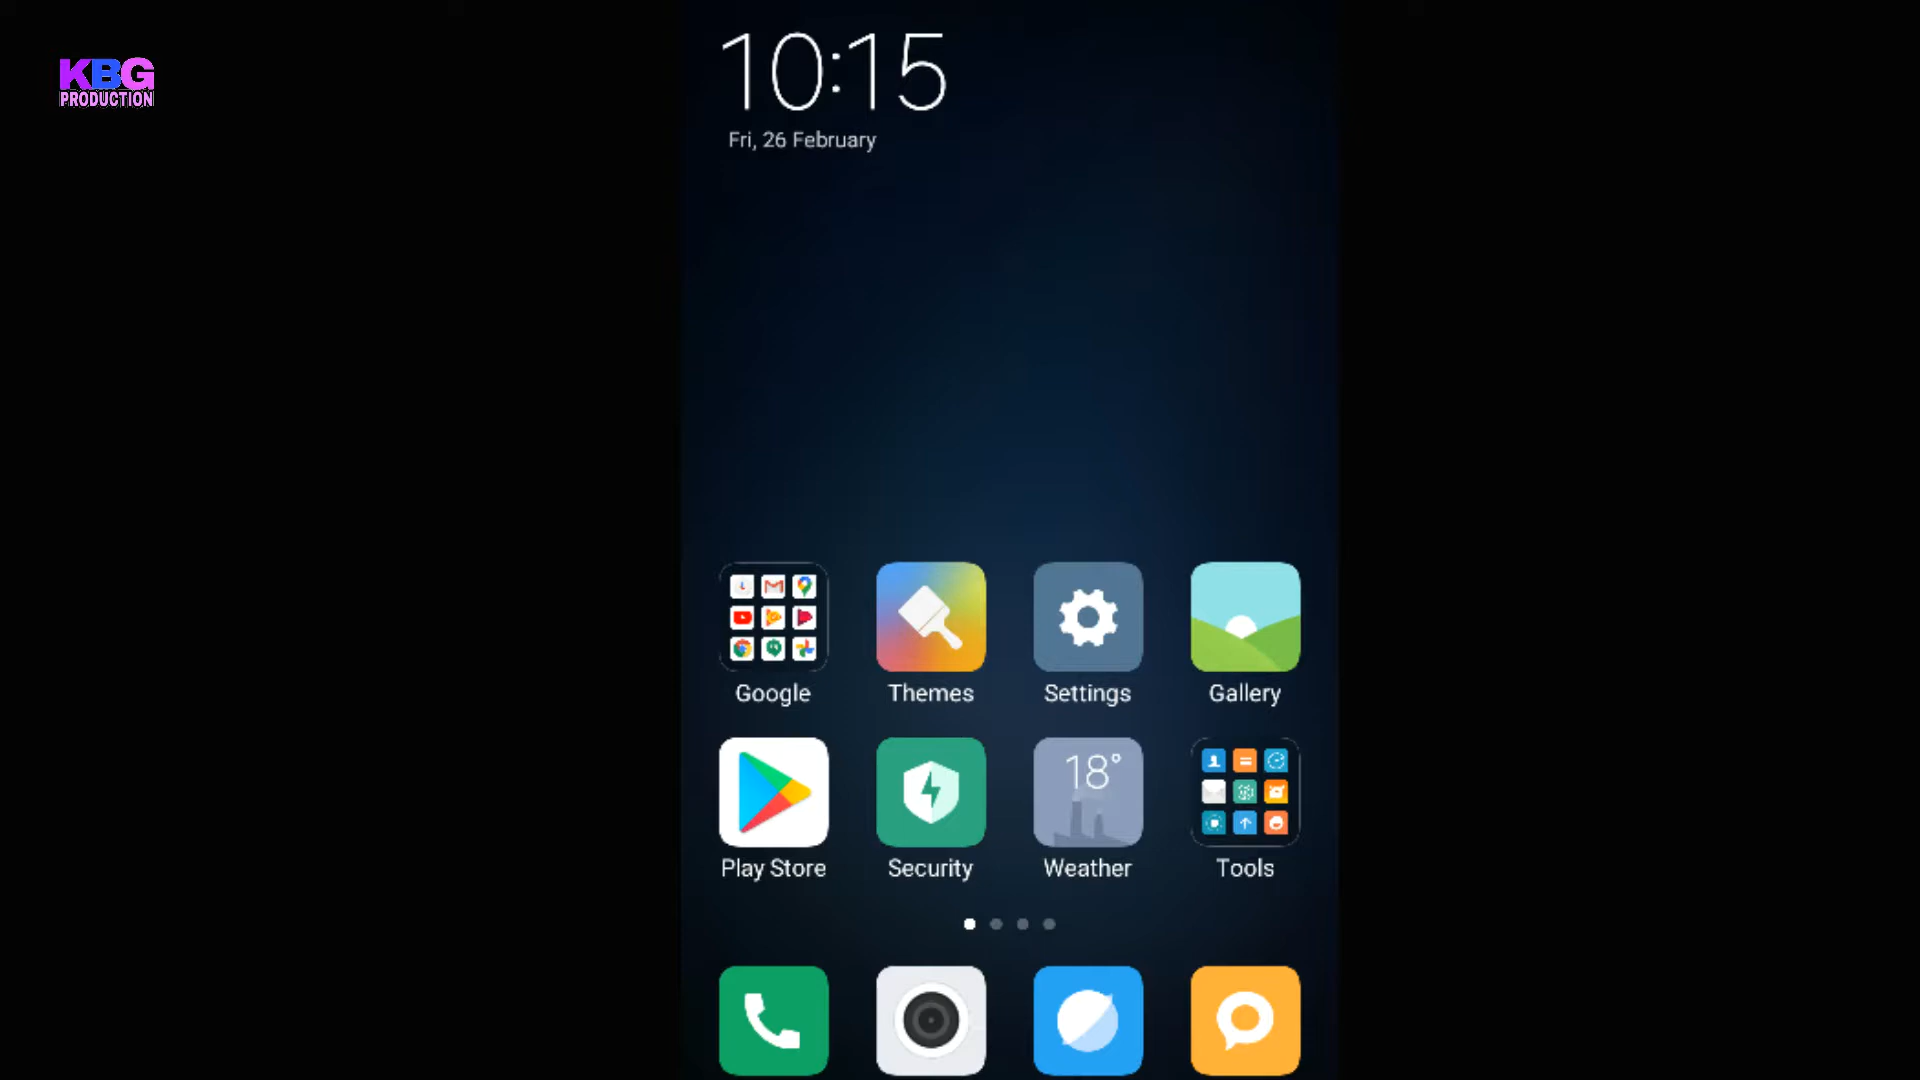 KBG
PRODUCTION
10:15
Fri, 26 February
Google
Themes
Settings
Gallery
18°
Play Store
Security
Weather
Tools